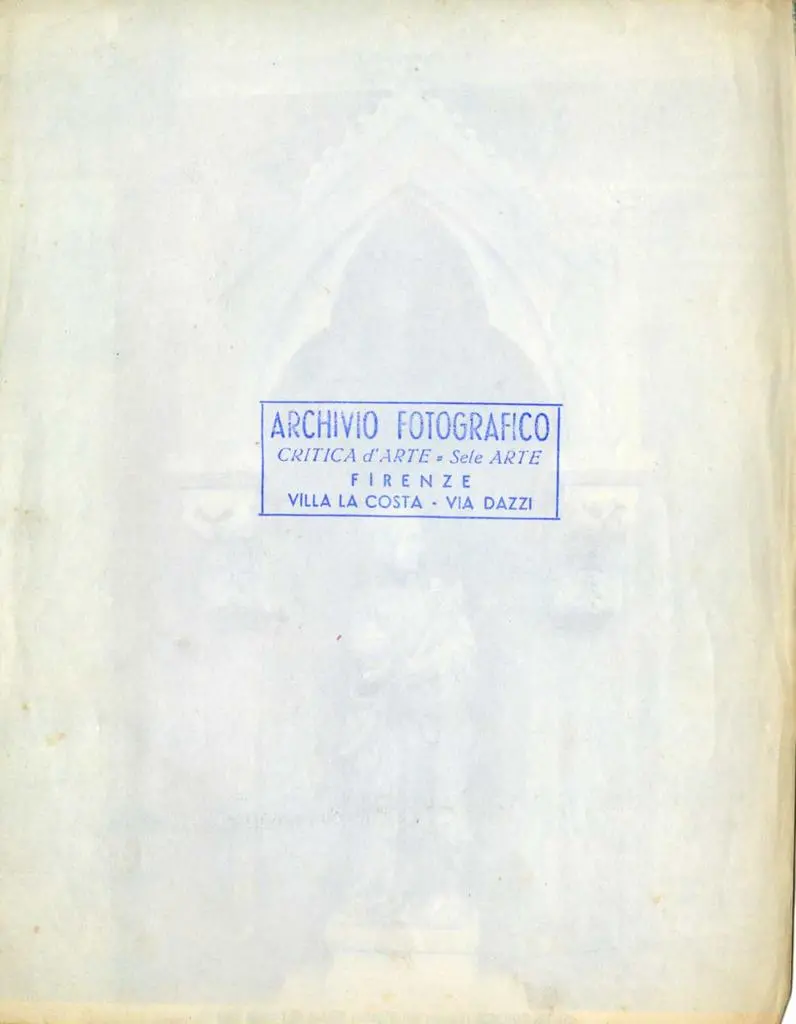 ARCHIVIO FOTOGRAFICO
CRITICA d'ARTE = Sele ARTE
FIRENZE
VILLA LA COSTA - VIA DAZZI